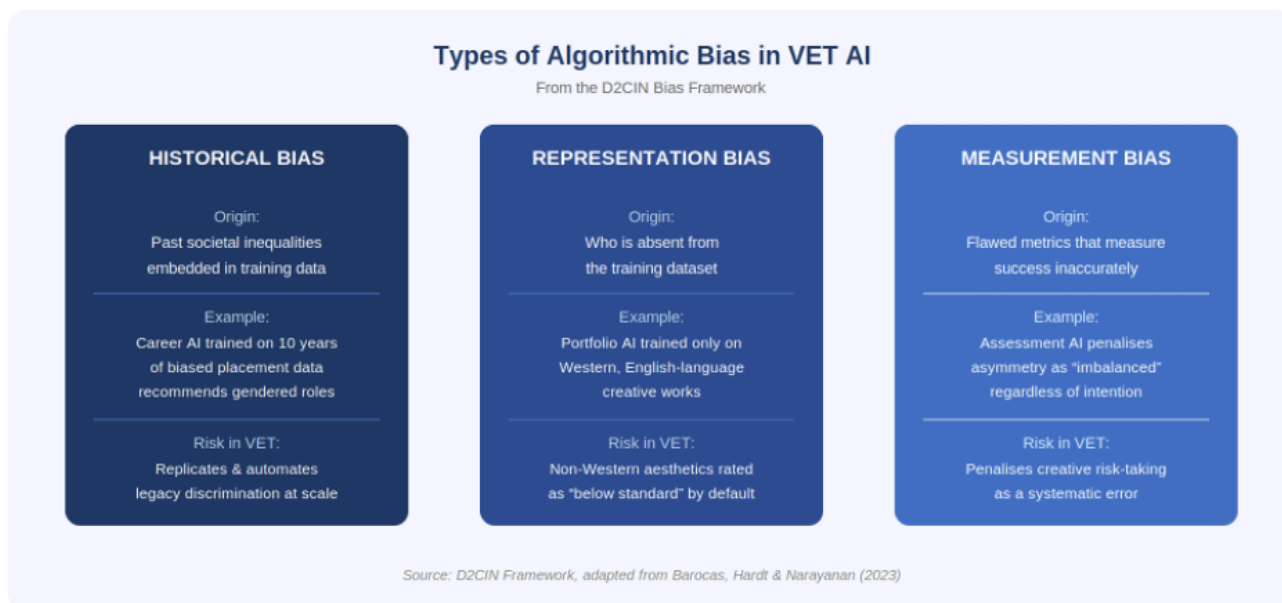 Types of Algorithmic Bias in VET AI
From the D2CIN Bias Framework
HISTORICAL BIAS
Origin:
Past societal inequalities
embedded in training data
Example:
Career AI trained on 10 years
of biased placement data
recommends gendered roles
Risk in VET:
Replicates & automates
legacy discrimination at scale
REPRESENTATION BIAS
Origin:
Who is absent from
the training dataset
Example:
Portfolio AI trained only on
Western, English-language
creative works
Risk in VET:
Non-Western aesthetics rated
as "below standard" by default
MEASUREMENT BIAS
Origin:
Flawed metrics that measure
success inaccurately
Example:
Assessment AI penalises
asymmetry as "imbalanced"
regardless of intention
Risk in VET:
Penalises creative risk-taking
as a systematic error
Source: D2CIN Framework, adapted from Barocas, Hardt & Narayanan (2023)